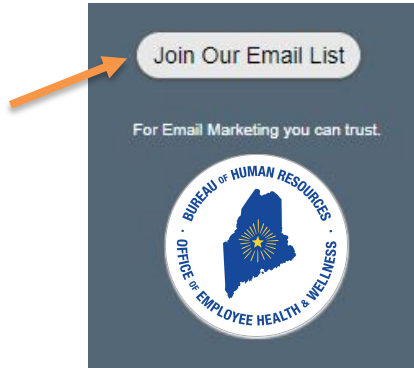 Join Our Email List
For Email Marketing you can trust.
BUREAU OF HUMAN RESOURCES
· OFFICE OF EMPLOYEE HEALTH & WELLNESS ·